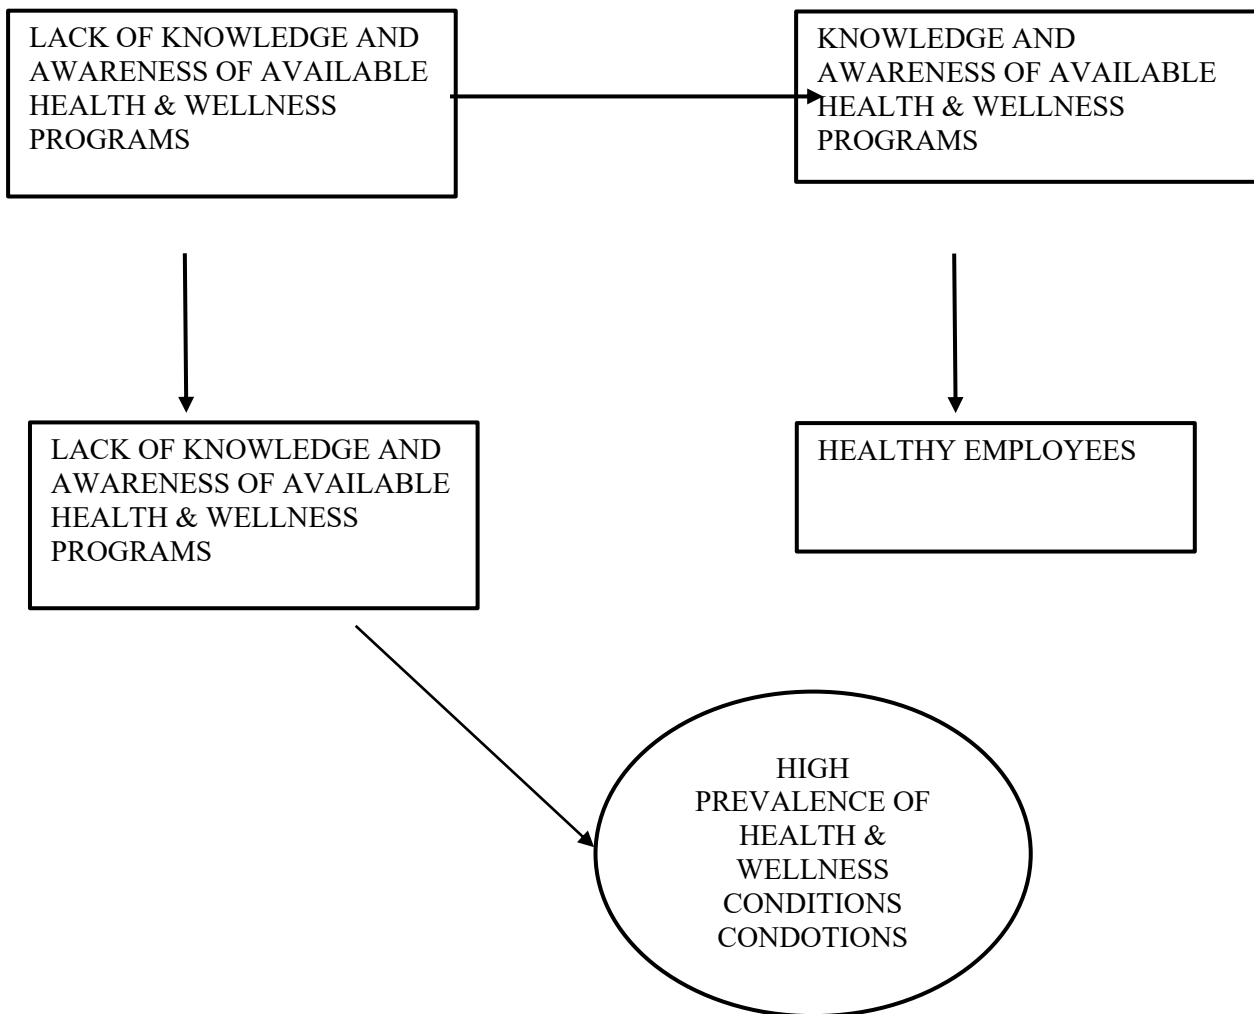 LACK OF KNOWLEDGE AND
AWARENESS OF AVAILABLE
HEALTH & WELLNESS
PROGRAMS
KNOWLEDGE AND
AWARENESS OF AVAILABLE
HEALTH & WELLNESS
PROGRAMS
LACK OF KNOWLEDGE AND
AWARENESS OF AVAILABLE
HEALTH & WELLNESS
PROGRAMS
HEALTHY EMPLOYEES
HIGH
PREVALENCE OF
HEALTH &
WELLNESS
CONDITIONS
CONDOTIONS